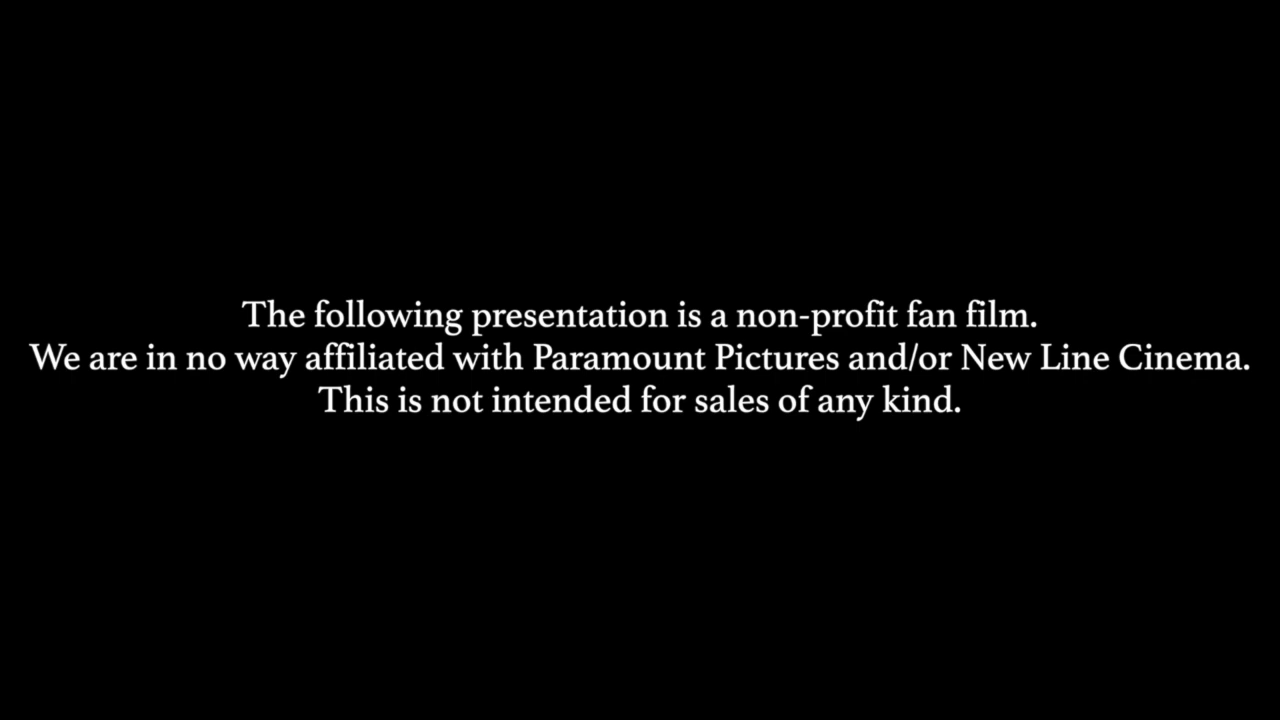 The following presentation is a non-profit fan film.
We are in no way affiliated with Paramount Pictures and/or New Line Cinema.
This is not intended for sales of any kind.